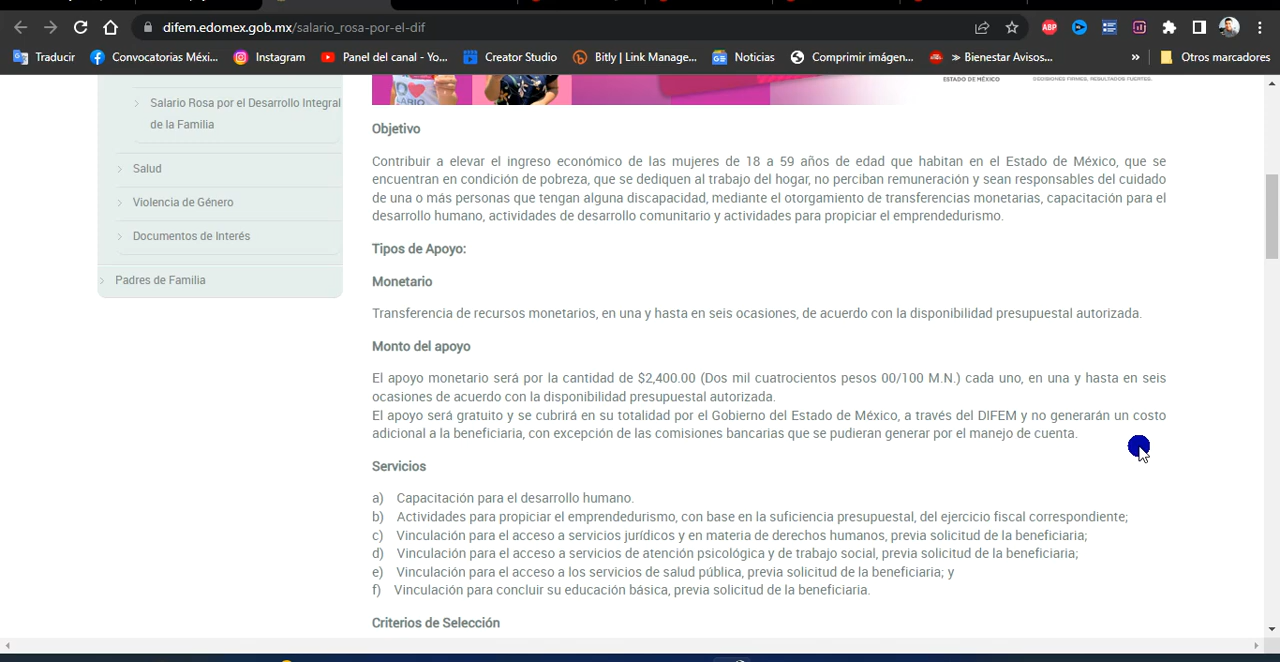 difem.edomex.gob.mx/salario_rosa-por-el-dif
ABP
Traducir
Convocatorias Méxi...
Instagram
Panel del canal - Yo...
Creator Studio
Bitly | Link Manage...
Noticias
Comprimir imágen...
> Bienestar Avisos...
»
Otros marcadores
SALARIO
ESTADO DE MÉXICO
DECISIONES FIRMES, RESULTADOS FUERTES.
Salario Rosa por el Desarrollo Integral
de la Familia
Salud
Violencia de Género
Documentos de Interés
Padres de Familia
Objetivo
Contribuir a elevar el ingreso económico de las mujeres de 18 a 59 años de edad que habitan en el Estado de México, que se
encuentran en condición de pobreza, que se dediquen al trabajo del hogar, no perciban remuneración y sean responsables del cuidado
de una o más personas que tengan alguna discapacidad, mediante el otorgamiento de transferencias monetarias, capacitación para el
desarrollo humano, actividades de desarrollo comunitario y actividades para propiciar el emprendedurismo.
Tipos de Apoyo:
Monetario
Transferencia de recursos monetarios, en una y hasta en seis ocasiones, de acuerdo con la disponibilidad presupuestal autorizada.
Monto del apoyo
El apoyo monetario será por la cantidad de $2,400.00 (Dos mil cuatrocientos pesos 00/100 M.N.) cada uno, en una y hasta en seis
ocasiones de acuerdo con la disponibilidad presupuestal autorizada.
El apoyo será gratuito y se cubrirá en su totalidad por el Gobierno del Estado de México, a través del DIFEM y no generarán un costo
adicional a la beneficiaria, con excepción de las comisiones bancarias que se pudieran generar por el manejo de cuenta.
Servicios
a) Capacitación para el desarrollo humano.
b) Actividades para propiciar el emprendedurismo, con base en la suficiencia presupuestal, del ejercicio fiscal correspondiente;
c) Vinculación para el acceso a servicios jurídicos y en materia de derechos humanos, previa solicitud de la beneficiaria;
d) Vinculación para el acceso a servicios de atención psicológica y de trabajo social, previa solicitud de la beneficiaria;
e) Vinculación para el acceso a los servicios de salud pública, previa solicitud de la beneficiaria; y
f) Vinculación para concluir su educación básica, previa solicitud de la beneficiaria.
Criterios de Selección